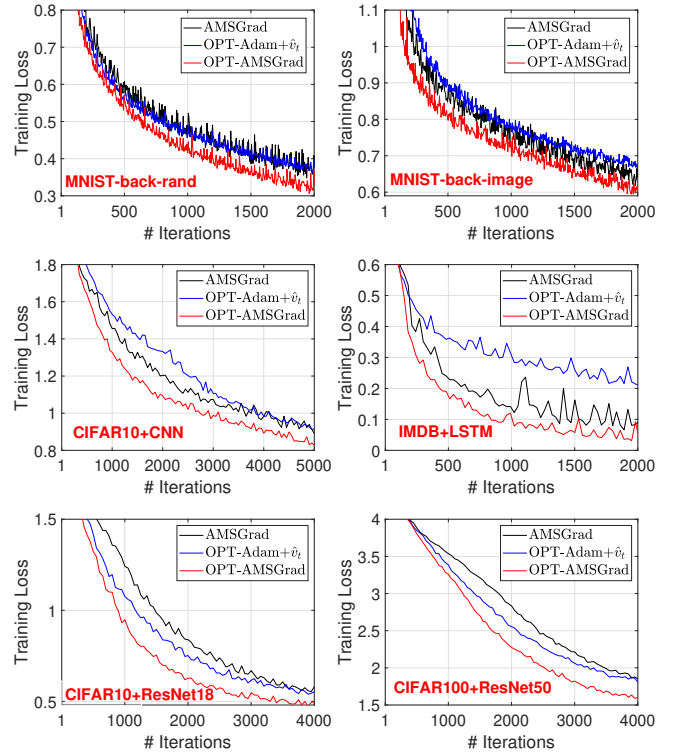 0.8
0.7
0.6
0.5
0.4
0.3
Training Loss
AMSGrad
OPT-Adam+v̂_t
OPT-AMSGrad
MNIST-back-rand
1 500 1000 1500 2000
# Iterations
1.1
1
0.9
0.8
0.7
0.6
Training Loss
AMSGrad
OPT-Adam+v̂_t
OPT-AMSGrad
MNIST-back-image
1 500 1000 1500 2000
# Iterations
1.8
1.6
1.4
1.2
1
0.8
Training Loss
AMSGrad
OPT-Adam+v̂_t
OPT-AMSGrad
CIFAR10+CNN
1 1000 2000 3000 4000 5000
# Iterations
0.6
0.5
0.4
0.3
0.2
0.1
0
Training Loss
AMSGrad
OPT-Adam+v̂_t
OPT-AMSGrad
IMDB+LSTM
1 500 1000 1500 2000
# Iterations
1.5
1
0.5
Training Loss
AMSGrad
OPT-Adam+v̂_t
OPT-AMSGrad
CIFAR10+ResNet18
1 1000 2000 3000 4000
# Iterations
4
3.5
3
2.5
2
1.5
Training Loss
AMSGrad
OPT-Adam+v̂_t
OPT-AMSGrad
CIFAR100+ResNet50
1 1000 2000 3000 4000
# Iterations